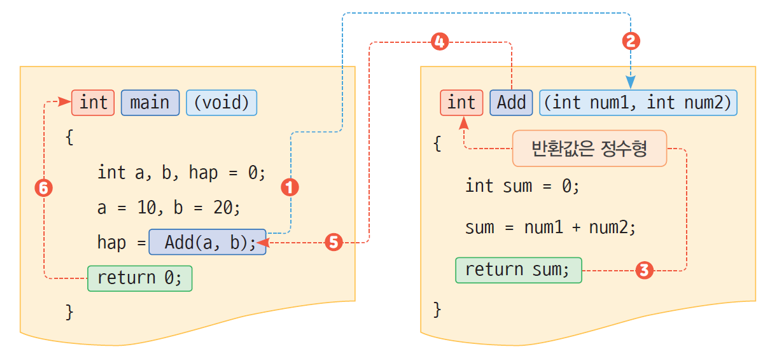 int main (void)
{
int a, b, hap = 0;
a = 10, b = 20;
hap = Add(a, b);
return 0;
}
1
6
5
4
2
int Add (int num1, int num2)
{
반환값은 정수형
int sum = 0;
sum = num1 + num2;
return sum;
3
}